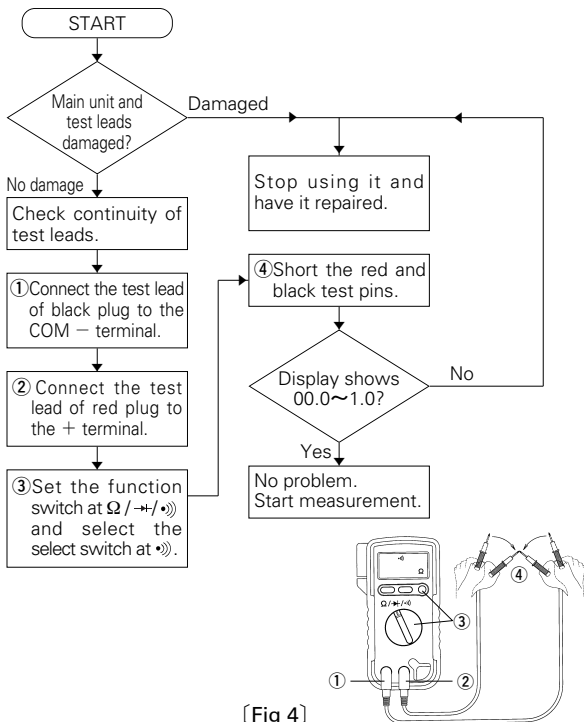 START
Main unit and
test leads
damaged?
Damaged
No damage
Stop using it and
have it repaired.
Check continuity of
test leads.
①Connect the test lead
of black plug to the
COM − terminal.
② Connect the test
lead of red plug to
the + terminal.
③Set the function
switch at Ω / ➔+ / •)))
and select the
select switch at •))).
④Short the red and
black test pins.
Display shows
00.0～1.0?
No
Yes
No problem.
Start measurement.
•)))
Ω
Ω / ➔+ / •)))
③
④
①
②
〔Fig 4〕